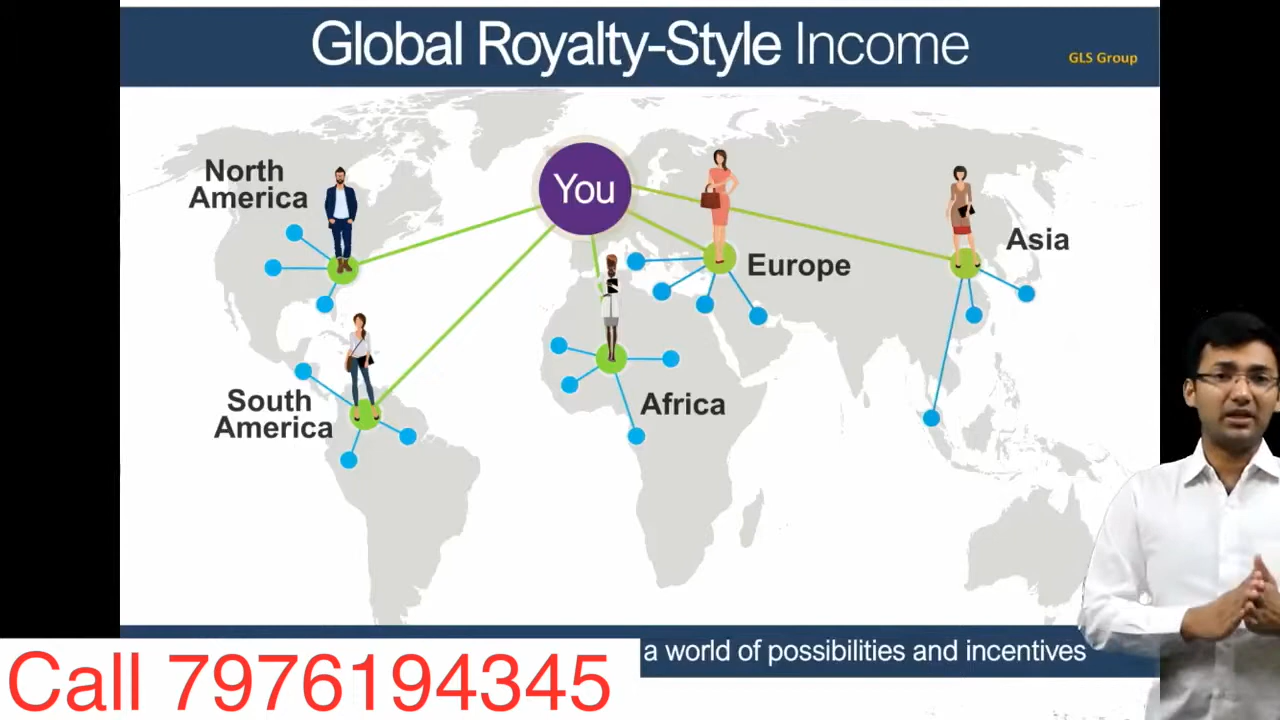 Global Royalty-Style Income
GLS Group
North
America
You
Asia
Europe
South
America
Africa
a world of possibilities and incentives
Call 7976194345